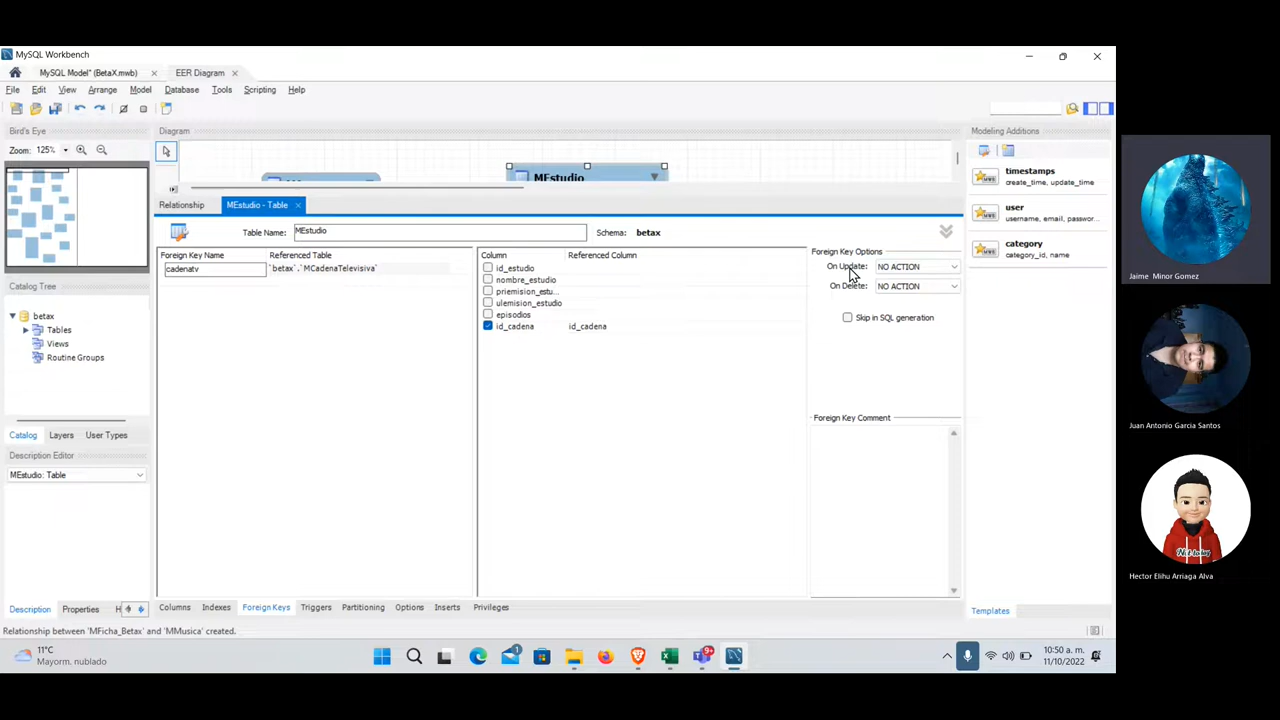 MySQL Workbench
MySQL Model* (BetaX.mwb) × EER Diagram ×
File Edit View Arrange Model Database Tools Scripting Help
Bird's Eye
Zoom: 125%
Diagram
MEstudio
Modeling Additions
timestamps
create_time, update_time
user
username, email, passwor...
category
category_id, name
Templates
Relationship MEstudio - Table ×
Table Name: MEstudio Schema: betax
Foreign Key Name Referenced Table
cadenatv `betax`.`MCadenaTelevisiva`
Column Referenced Column
id_estudio
nombre_estudio
priemision_estu...
ulemision_estudio
episodios
id_cadena id_cadena
Foreign Key Options
On Update: NO ACTION
On Delete: NO ACTION
Skip in SQL generation
Foreign Key Comment
Catalog Tree
betax
Tables
Views
Routine Groups
Catalog Layers User Types
Description Editor
MEstudio: Table
Description Properties H
Columns Indexes Foreign Keys Triggers Partitioning Options Inserts Privileges
Relationship between 'MFicha_Betax' and 'MMusica' created.
11°C
Mayorm. nublado
1
9+
10:50 a. m.
11/10/2022
Jaime Minor Gomez
Juan Antonio Garcia Santos
Not today
Hector Elihu Arriaga Alva